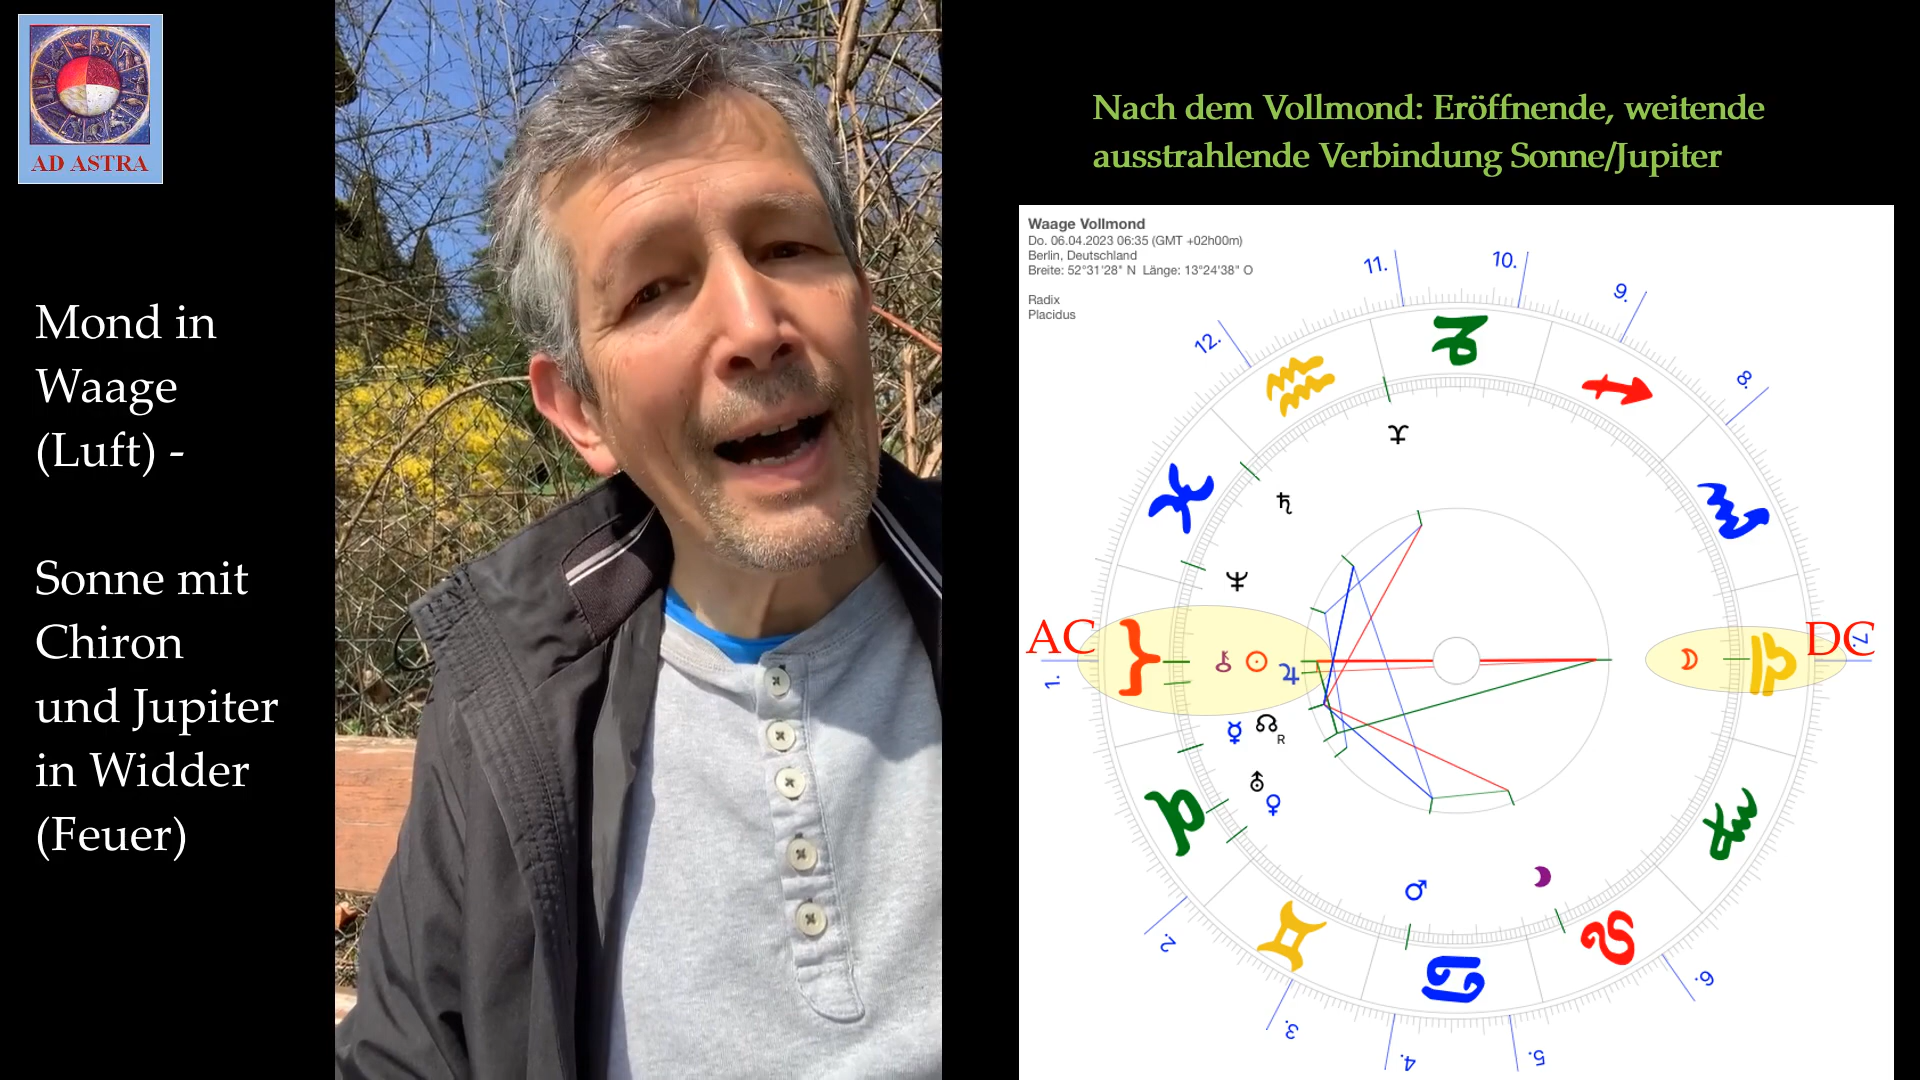 AD ASTRA
Mond in
Waage
(Luft) -
Sonne mit
Chiron
und Jupiter
in Widder
(Feuer)
Nach dem Vollmond: Eröffnende, weitende
ausstrahlende Verbindung Sonne/Jupiter
Waage Vollmond
Do. 06.04.2023 06:35 (GMT +02h00m)
Berlin, Deutschland
Breite: 52°31'28" N Länge: 13°24'38" O
Radix
Placidus
11.
10.
9.
12.
8.
AC
DC
7.
1.
R
2.
6.
3.
4.
5.